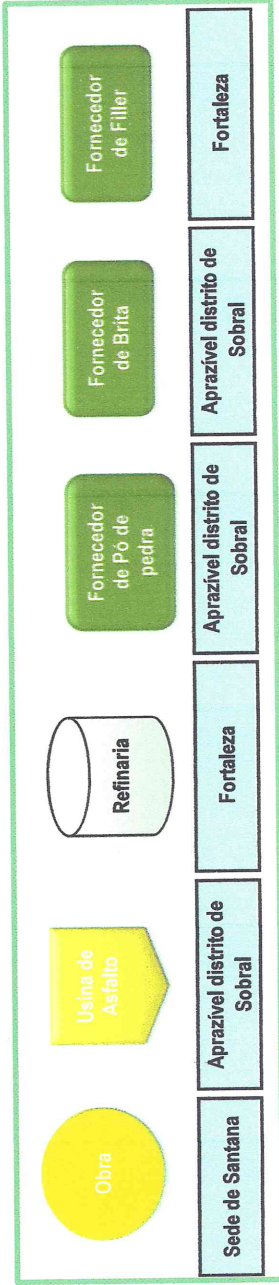 Obra
Usina de
Asfalto
Refinaria
Fornecedor
de Pó de
pedra
Fornecedor
de Brita
Fornecedor
de Filler
Sede de Santana
Aprazível distrito de
Sobral
Fortaleza
Aprazível distrito de
Sobral
Aprazível distrito de
Sobral
Fortaleza